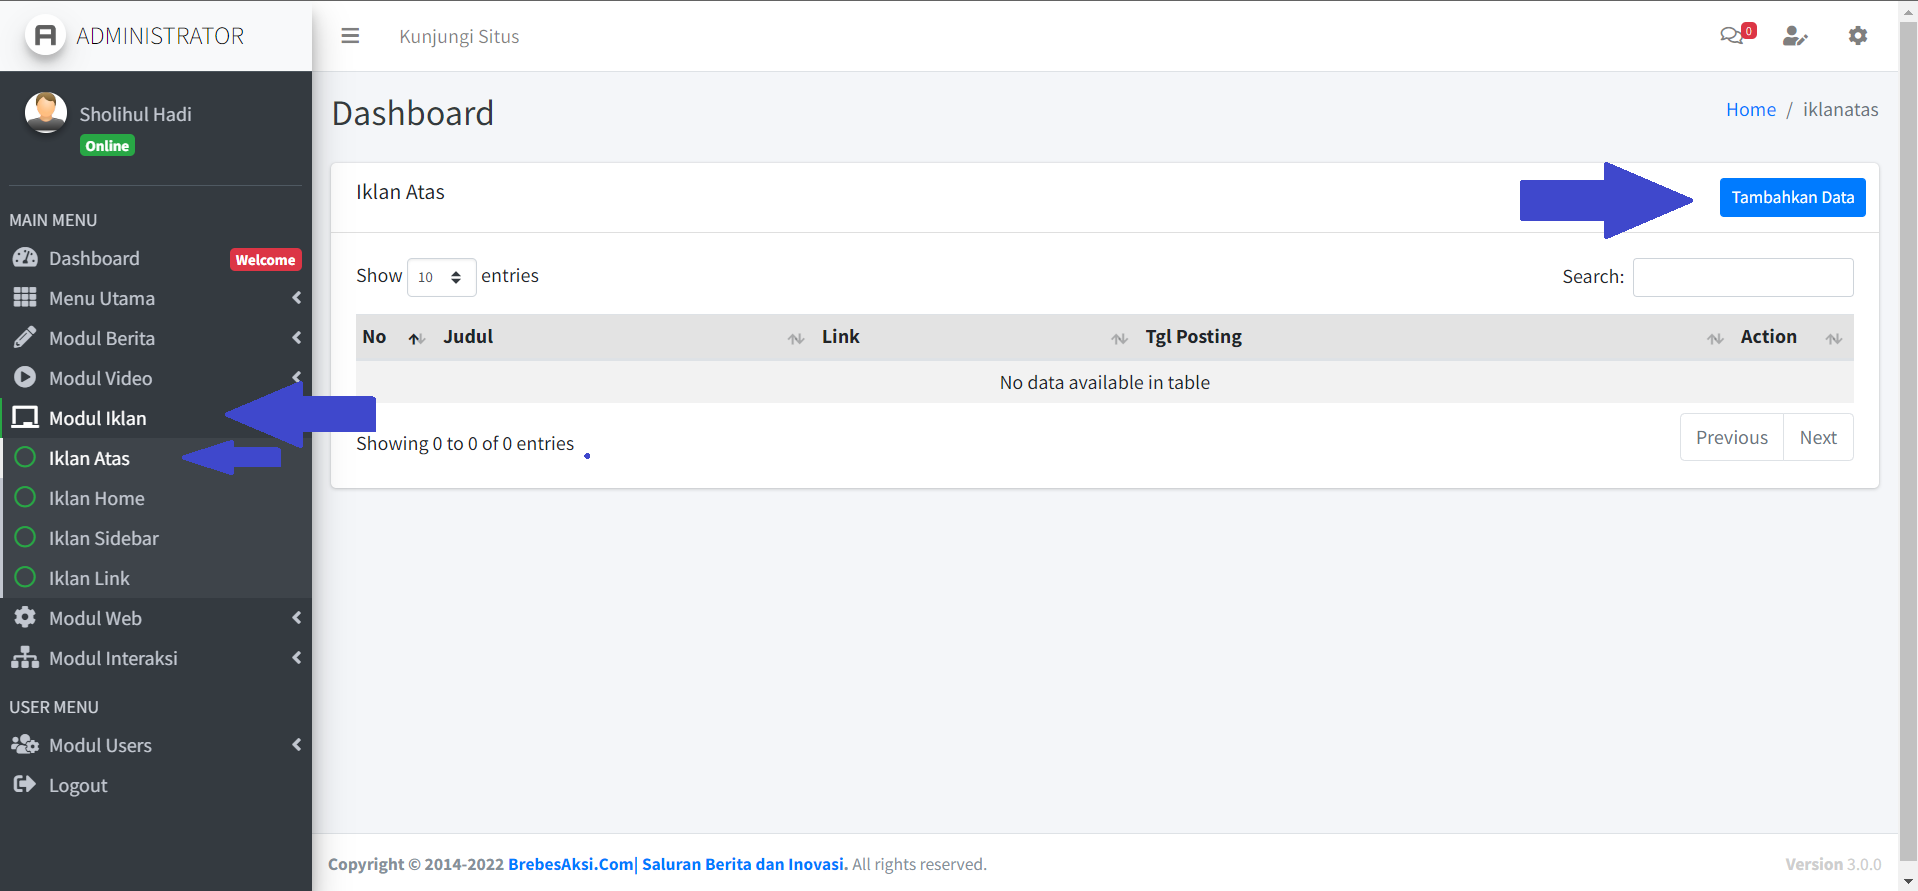 ADMINISTRATOR
Kunjungi Situs
0
Sholihul Hadi
Online
Dashboard
Home / iklanatas
MAIN MENU
Dashboard
Welcome
Menu Utama
Modul Berita
Modul Video
Modul Iklan
Iklan Atas
Iklan Home
Iklan Sidebar
Iklan Link
Modul Web
Modul Interaksi
USER MENU
Modul Users
Logout
Iklan Atas
Tambahkan Data
Show 10 entries
Search:
No Judul Link Tgl Posting Action
No data available in table
Showing 0 to 0 of 0 entries
Previous Next
Copyright © 2014-2022 BrebesAksi.Com| Saluran Berita dan Inovasi. All rights reserved.
Version 3.0.0